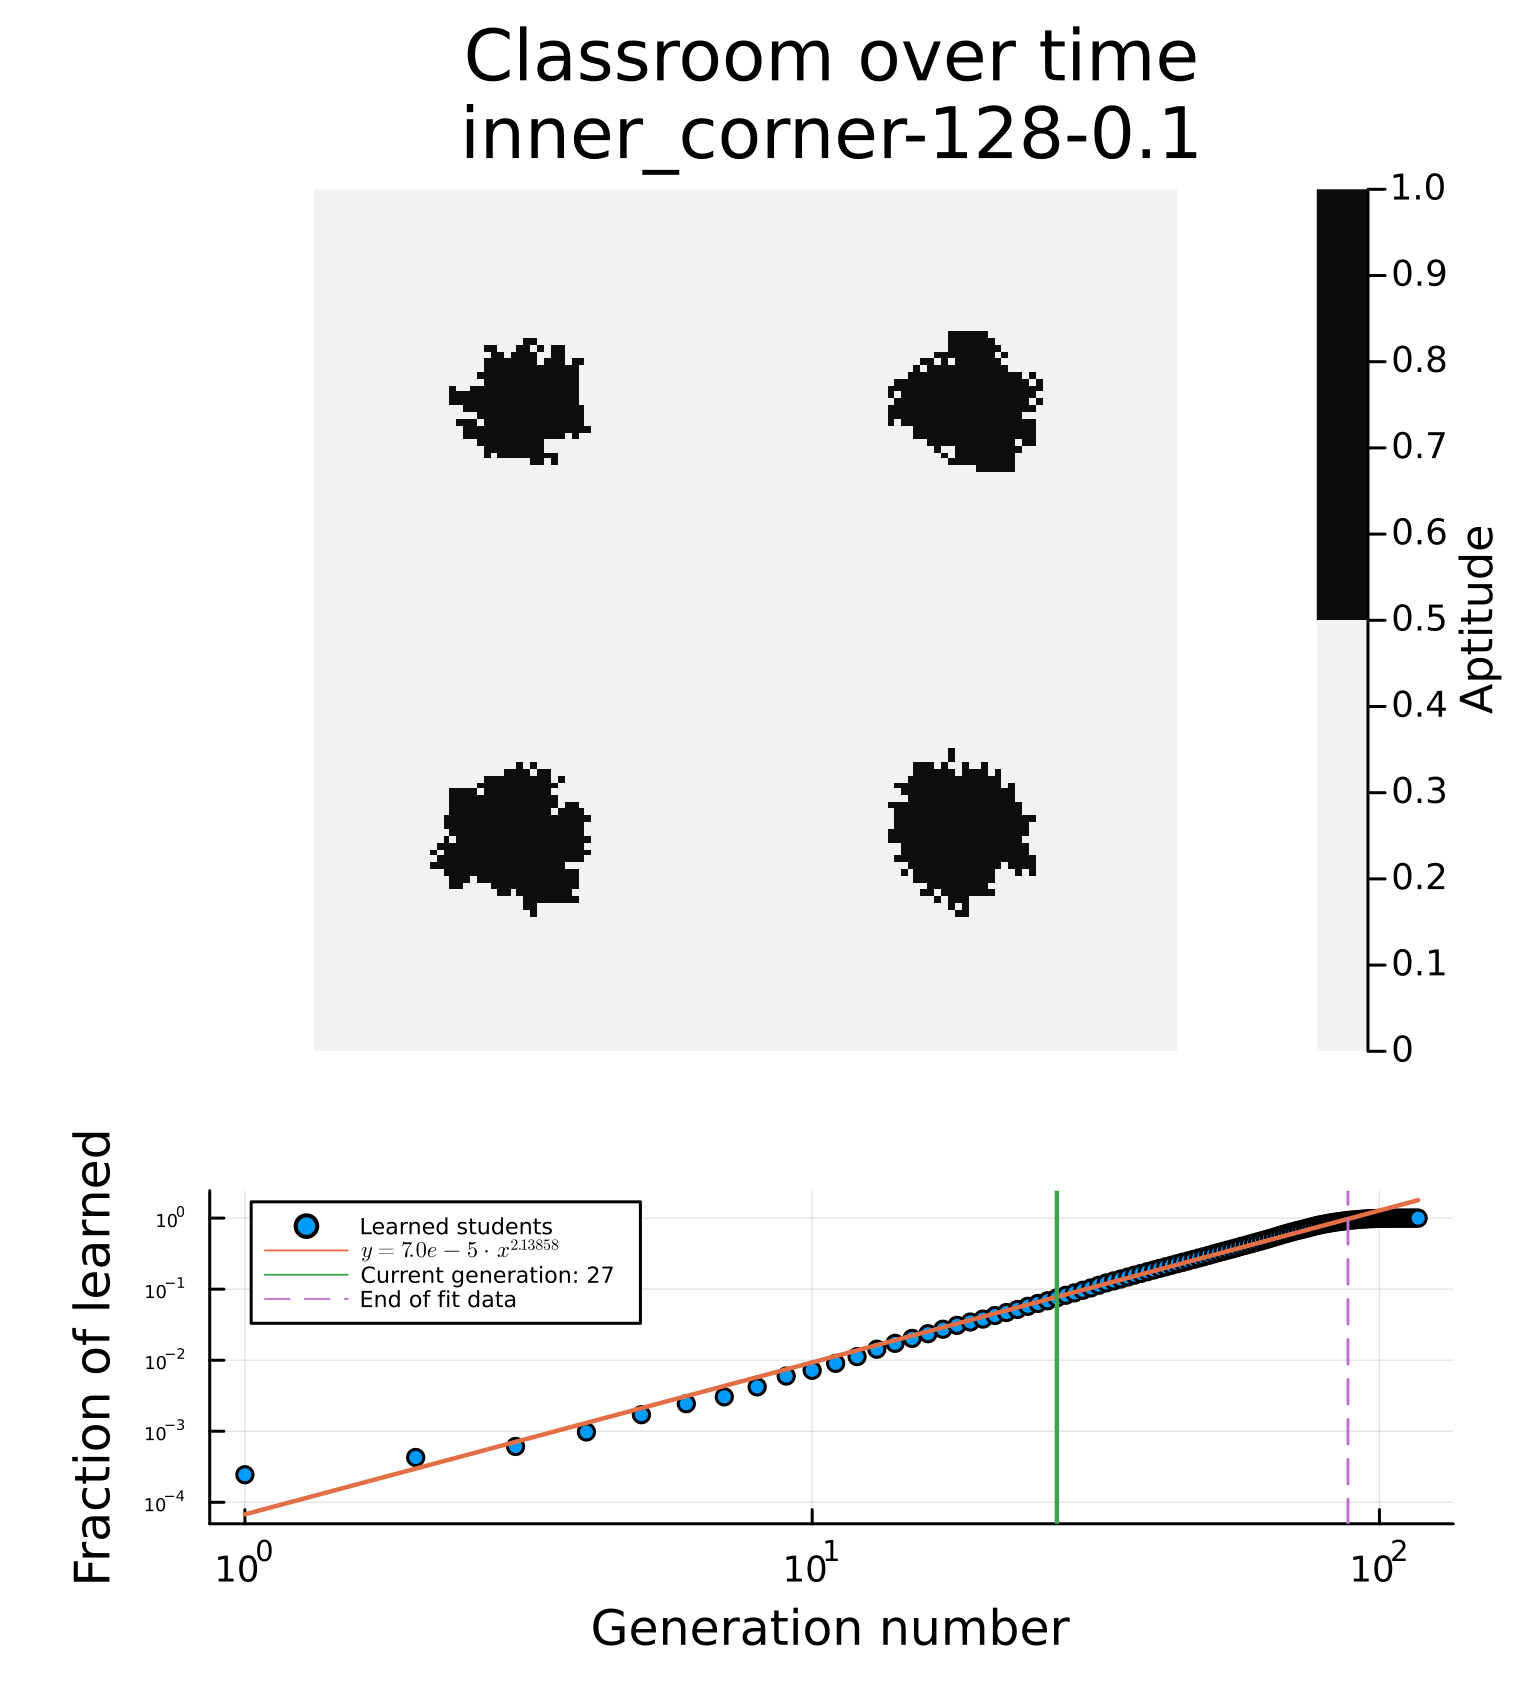 Classroom over time
inner_corner-128-0.1
1.0
0.9
0.8
0.7
0.6
0.5
0.4
0.3
0.2
0.1
0
Aptitude
Fraction of learned
10^0
10^-1
10^-2
10^-3
10^-4
Learned students
y = 7.0e − 5 · x^2.13858
Current generation: 27
End of fit data
10^0
10^1
10^2
Generation number